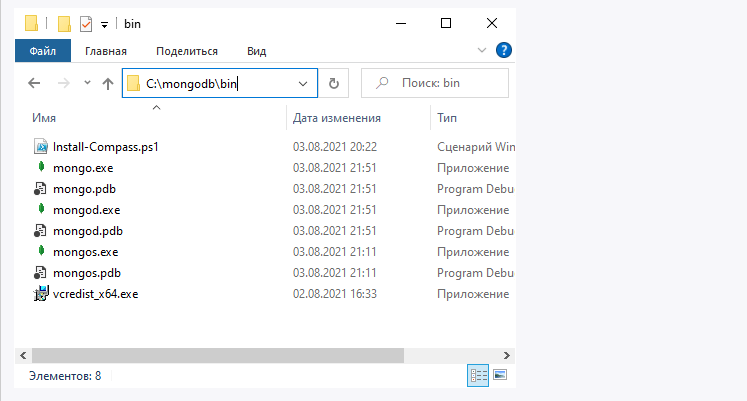 bin
Файл Главная Поделиться Вид
C:\mongodb\bin Поиск: bin
Имя Дата изменения Тип
Install-Compass.ps1 03.08.2021 20:22 Сценарий Win
mongo.exe 03.08.2021 21:51 Приложение
mongo.pdb 03.08.2021 21:51 Program Debu
mongod.exe 03.08.2021 21:51 Приложение
mongod.pdb 03.08.2021 21:51 Program Debu
mongos.exe 03.08.2021 21:11 Приложение
mongos.pdb 03.08.2021 21:11 Program Debu
vcredist_x64.exe 02.08.2021 16:33 Приложение
Элементов: 8